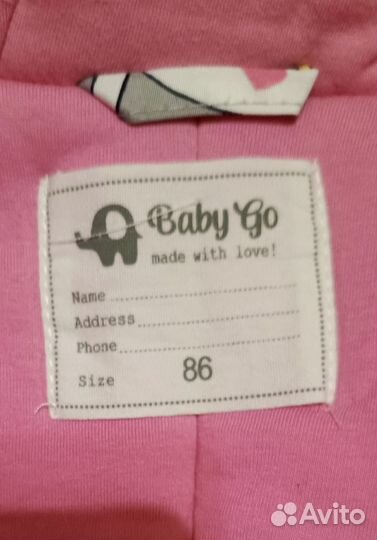 Baby Go
made with love!
Name
Address
Phone
Size 86
Avito